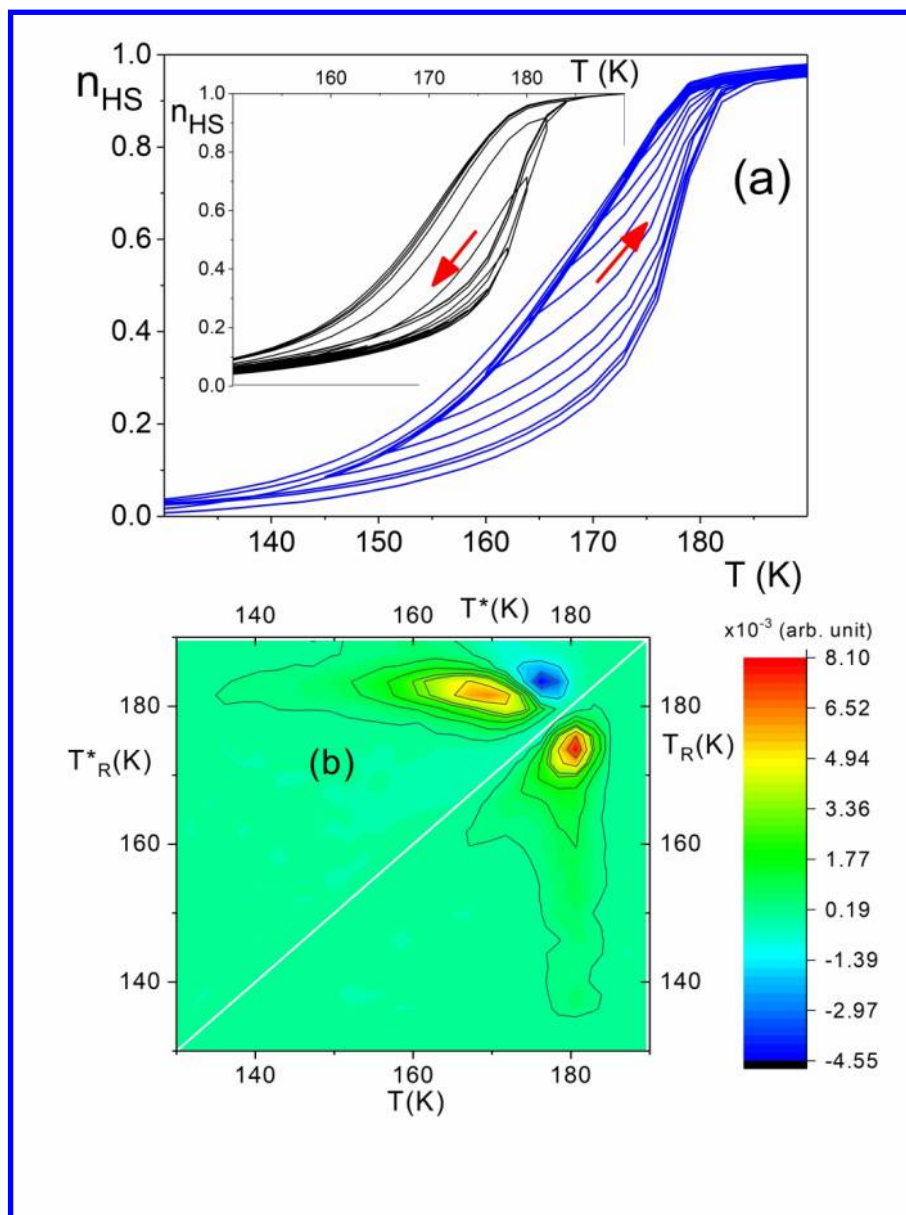 1.0
n_HS
0.8
0.6
0.4
0.2
0.0
160 170 180 T (K)
1.0
n_HS
0.8
0.6
0.4
0.2
0.0
(a)
140 150 160 170 180
T (K)
T*(K)
140 160 180
x10⁻³ (arb. unit)
180
T*_R(K)
160
140
(b)
180
T_R(K)
160
140
8.10
6.52
4.94
3.36
1.77
0.19
-1.39
-2.97
-4.55
140 160 180
T(K)